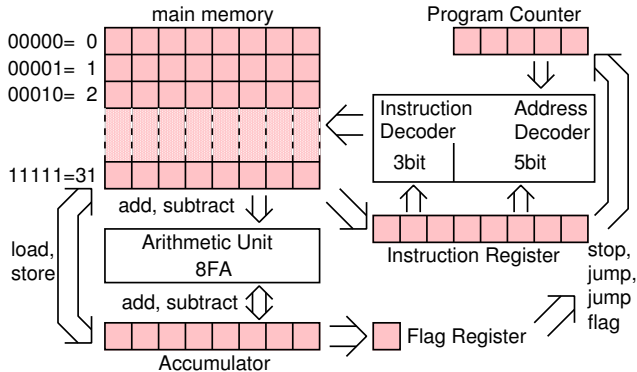 main memory
Program Counter
00000= 0
00001= 1
00010= 2
Instruction Decoder
Address Decoder
3bit
5bit
11111=31
add, subtract
load,
store
Arithmetic Unit
8FA
Instruction Register
stop,
jump,
jump
flag
add, subtract
Flag Register
Accumulator